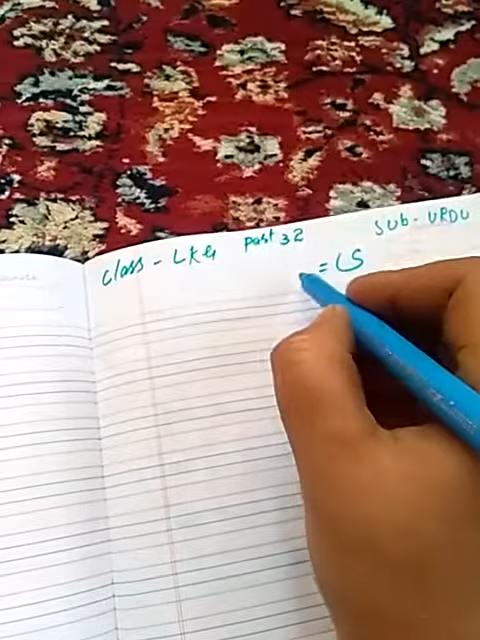 Class - LKG part 32 Sub - URDU
ی =